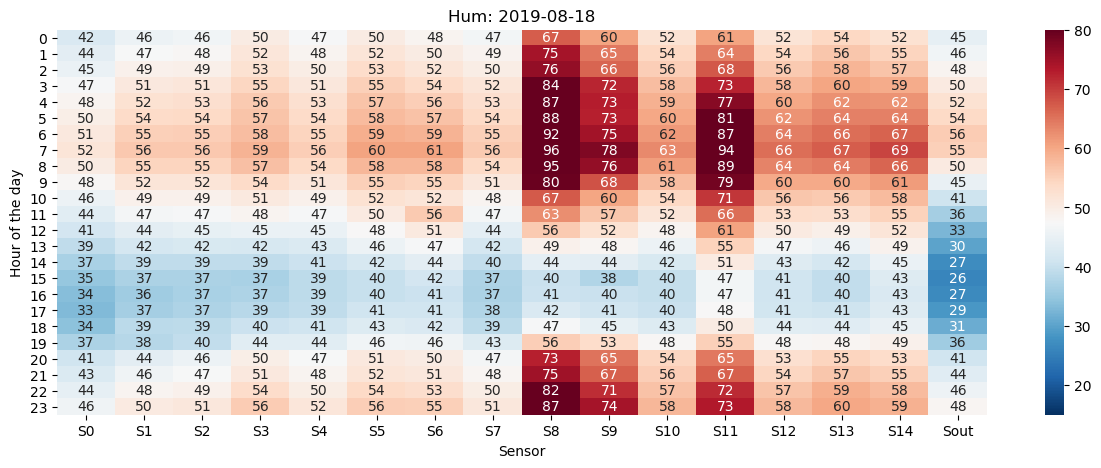 Hum: 2019-08-18
0 42 46 46 50 47 50 48 47 67 60 52 61 52 54 52 45
1 44 47 48 52 48 52 50 49 75 65 54 64 54 56 55 46
2 45 49 49 53 50 53 52 50 76 66 56 68 56 58 57 48
3 47 51 51 55 51 55 54 52 84 72 58 73 58 60 59 50
4 48 52 53 56 53 57 56 53 87 73 59 77 60 62 62 52
5 50 54 54 57 54 58 57 54 88 73 60 81 62 64 64 54
6 51 55 55 58 55 59 59 55 92 75 62 87 64 66 67 56
7 52 56 56 59 56 60 61 56 96 78 63 94 66 67 69 55
8 50 55 55 57 54 58 58 54 95 76 61 89 64 64 66 50
9 48 52 52 54 51 55 55 51 80 68 58 79 60 60 61 45
10 46 49 49 51 49 52 52 48 67 60 54 71 56 56 58 41
11 44 47 47 48 47 50 56 47 63 57 52 66 53 53 55 36
12 41 44 45 45 45 48 51 44 56 52 48 61 50 49 52 33
13 39 42 42 42 43 46 47 42 49 48 46 55 47 46 49 30
14 37 39 39 39 41 42 44 40 44 44 42 51 43 42 45 27
15 35 37 37 37 39 40 42 37 40 38 40 47 41 40 43 26
16 34 36 37 37 39 40 41 37 41 40 40 47 41 40 43 27
17 33 37 37 39 39 41 41 38 42 41 40 48 41 41 43 29
18 34 39 39 40 41 43 42 39 47 45 43 50 44 44 45 31
19 37 38 40 44 44 46 46 43 56 53 48 55 48 48 49 36
20 41 44 46 50 47 51 50 47 73 65 54 65 53 55 53 41
21 43 46 47 51 48 52 51 48 75 67 56 67 54 57 55 44
22 44 48 49 54 50 54 53 50 82 71 57 72 57 59 58 46
23 46 50 51 56 52 56 55 51 87 74 58 73 58 60 59 48
S0 S1 S2 S3 S4 S5 S6 S7 S8 S9 S10 S11 S12 S13 S14 Sout
Sensor
Hour of the day
80
70
60
50
40
30
20